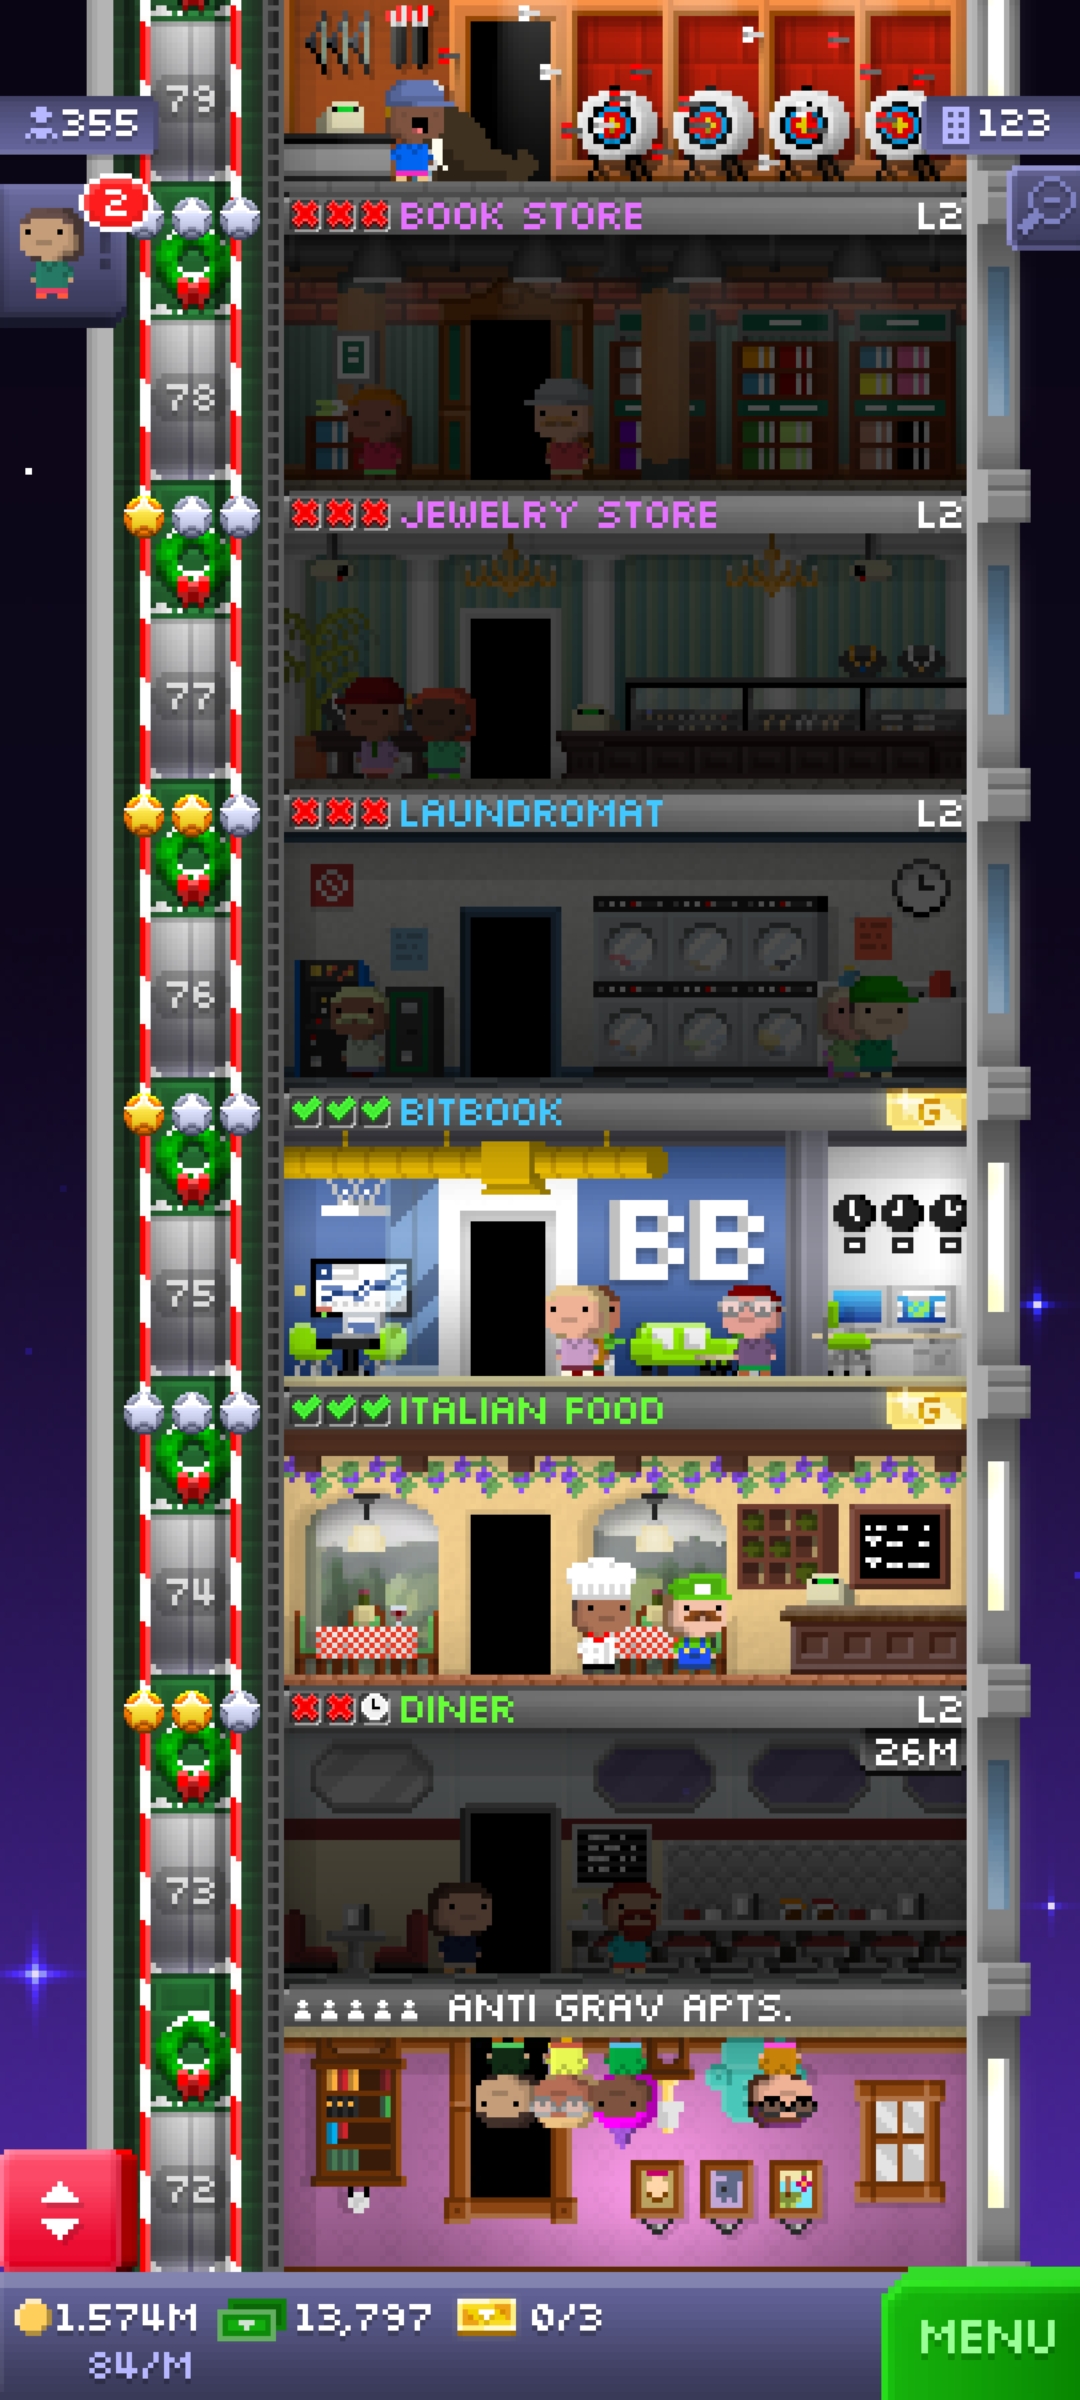 79
355
123
2
BOOK STORE
L2
78
JEWELRY STORE
L2
77
LAUNDROMAT
L2
76
BITBOOK
G
BB
75
ITALIAN FOOD
G
74
DINER
L2
26M
73
ANTI GRAV APTS.
72
1.574M
13,797
0/3
84/M
MENU